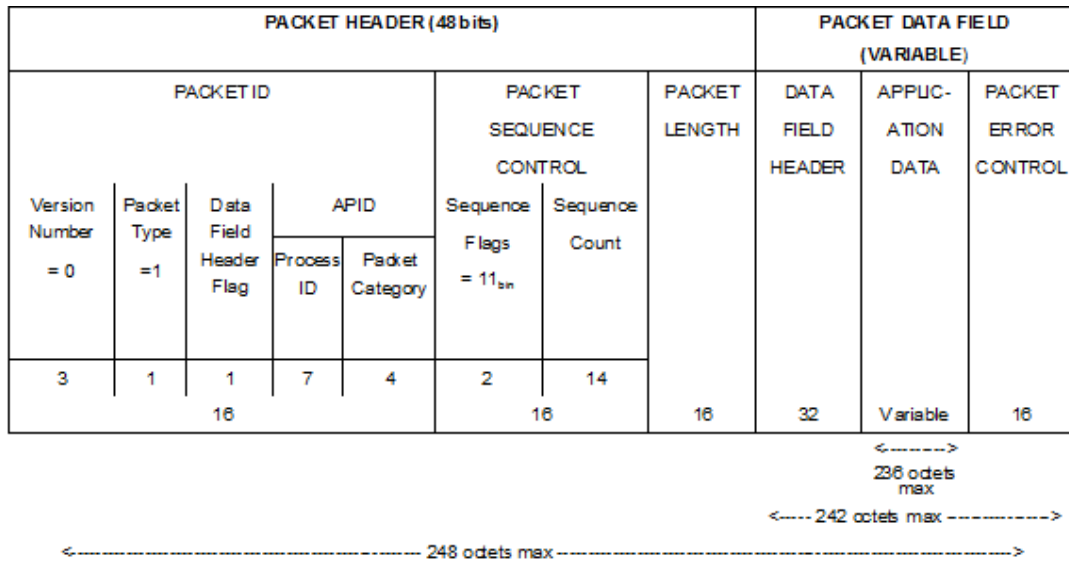 PACKET HEADER (48 bits)
PACKET DATA FIELD
(VARIABLE)
PACKET ID
PACKET
SEQUENCE
CONTROL
PACKET
LENGTH
DATA
FIELD
HEADER
APPLIC-
ATION
DATA
PACKET
ERROR
CONTROL
Version
Number
= 0
Packet
Type
=1
Data
Field
Header
Flag
APID
Process
ID
Packet
Category
Sequence
Flags
= 11bin
Sequence
Count
3
1
1
7
4
2
14
16
16
16
32
Variable
16
<--------->
236 octets
max
<----- 242 octets max --------------->
<------------------------------------------------ 248 octets max ---------------------------------------------------------------->